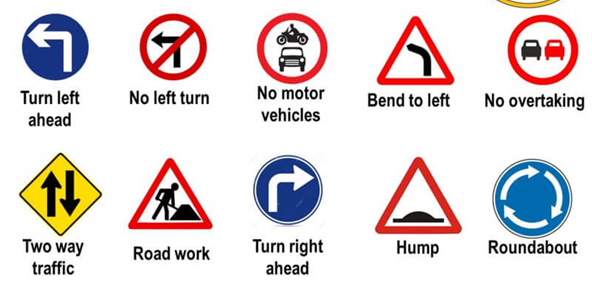 Turn left
ahead
No left turn
No motor
vehicles
Bend to left
No overtaking
Two way
traffic
Road work
Turn right
ahead
Hump
Roundabout